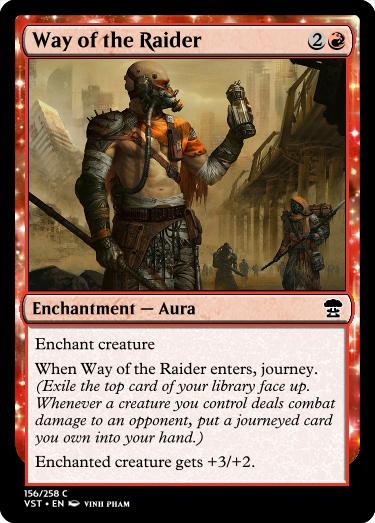 Way of the Raider 2
Enchantment — Aura
Enchant creature
When Way of the Raider enters, journey.
(Exile the top card of your library face up.
Whenever a creature you control deals combat
damage to an opponent, put a journeyed card
you own into your hand.)
Enchanted creature gets +3/+2.
156/258 C
VST • EN VINH PHAM